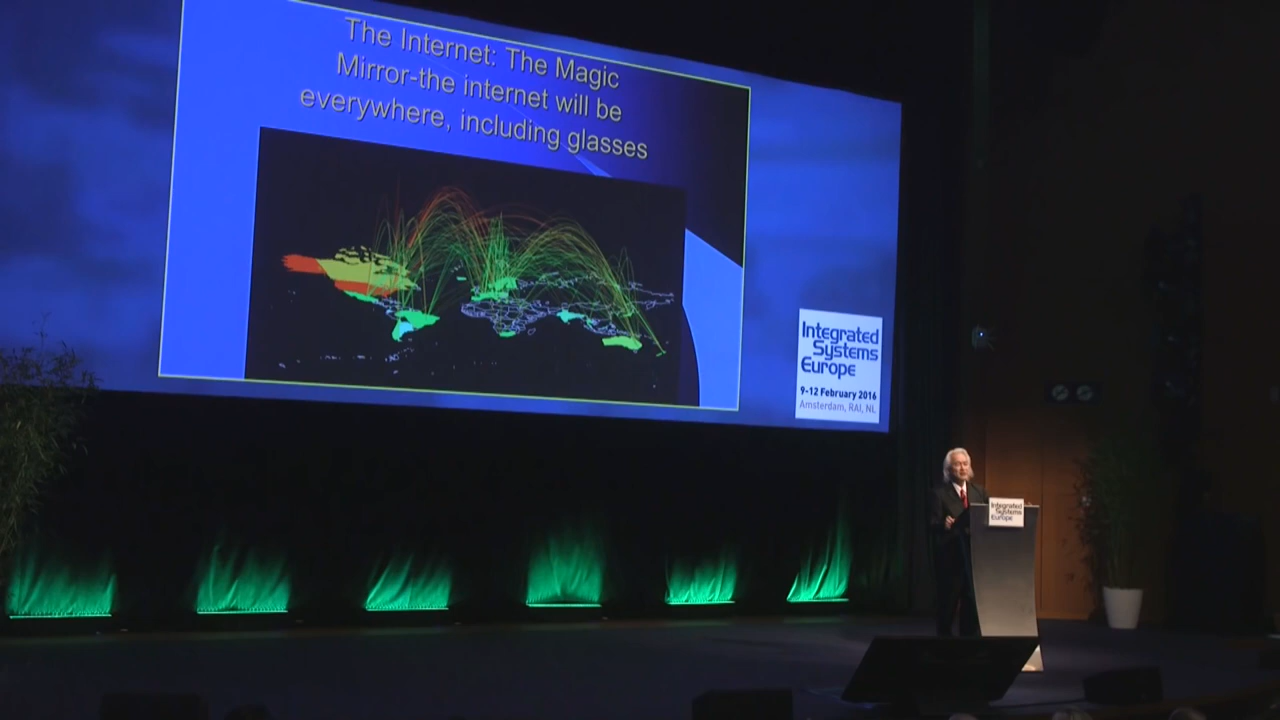 The Internet: The Magic
Mirror-the internet will be
everywhere, including glasses
Integrated
Systems
Europe
9-12 February 2016
Amsterdam, RAI, NL
Integrated
Systems
Europe